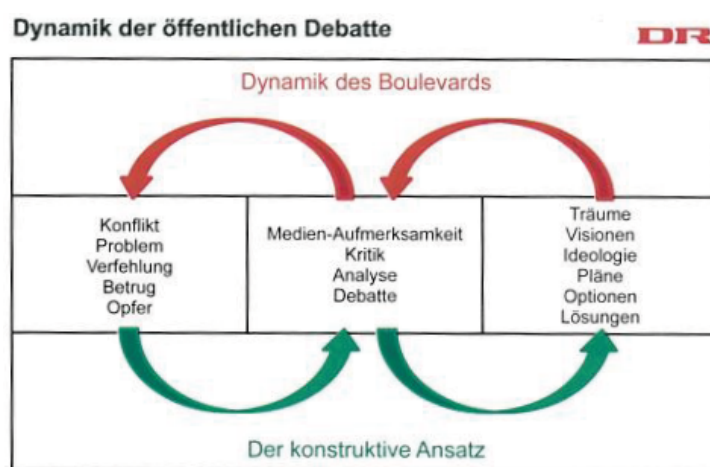 Dynamik der öffentlichen Debatte
DR
Dynamik des Boulevards
Konflikt
Problem
Verfehlung
Betrug
Opfer
Medien-Aufmerksamkeit
Kritik
Analyse
Debatte
Träume
Visionen
Ideologie
Pläne
Optionen
Lösungen
Der konstruktive Ansatz